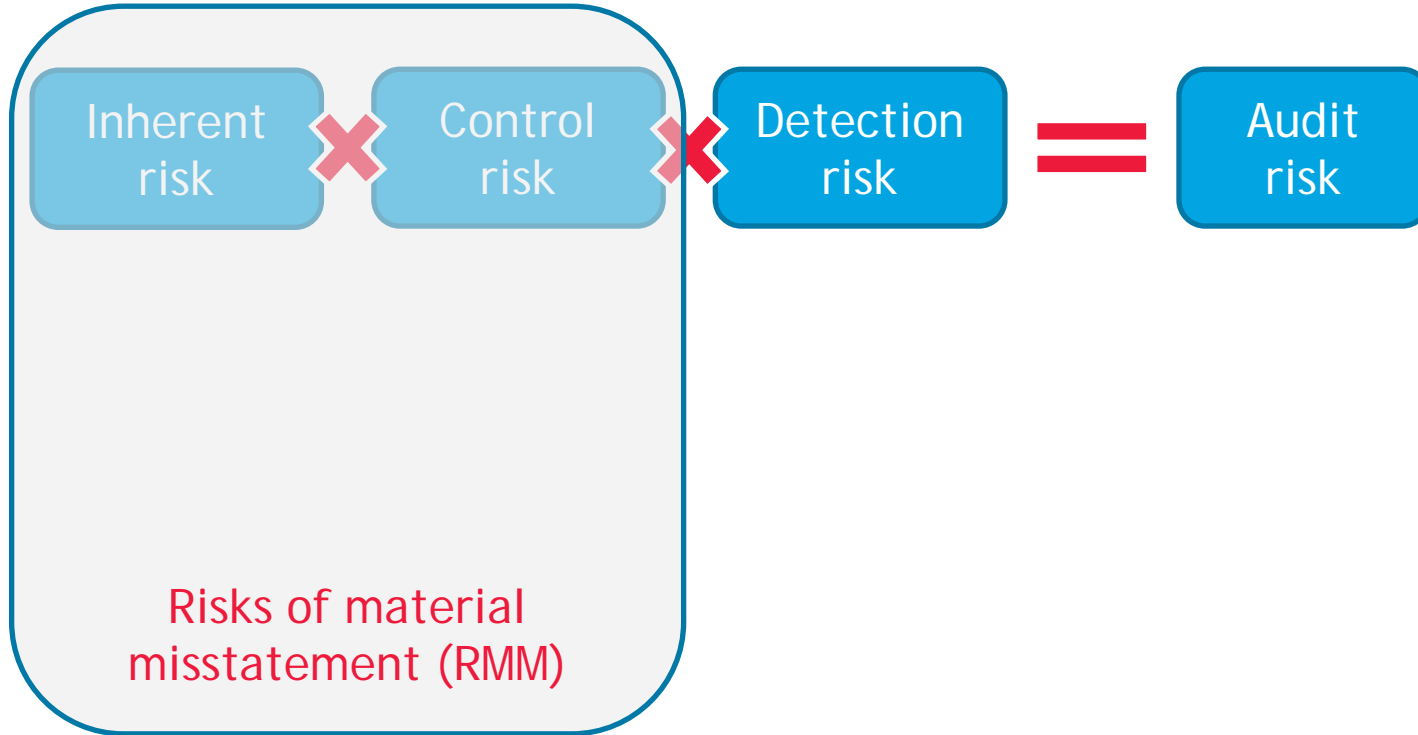 Inherent
risk
Control
risk
Detection
risk
Audit
risk
Risks of material
misstatement (RMM)